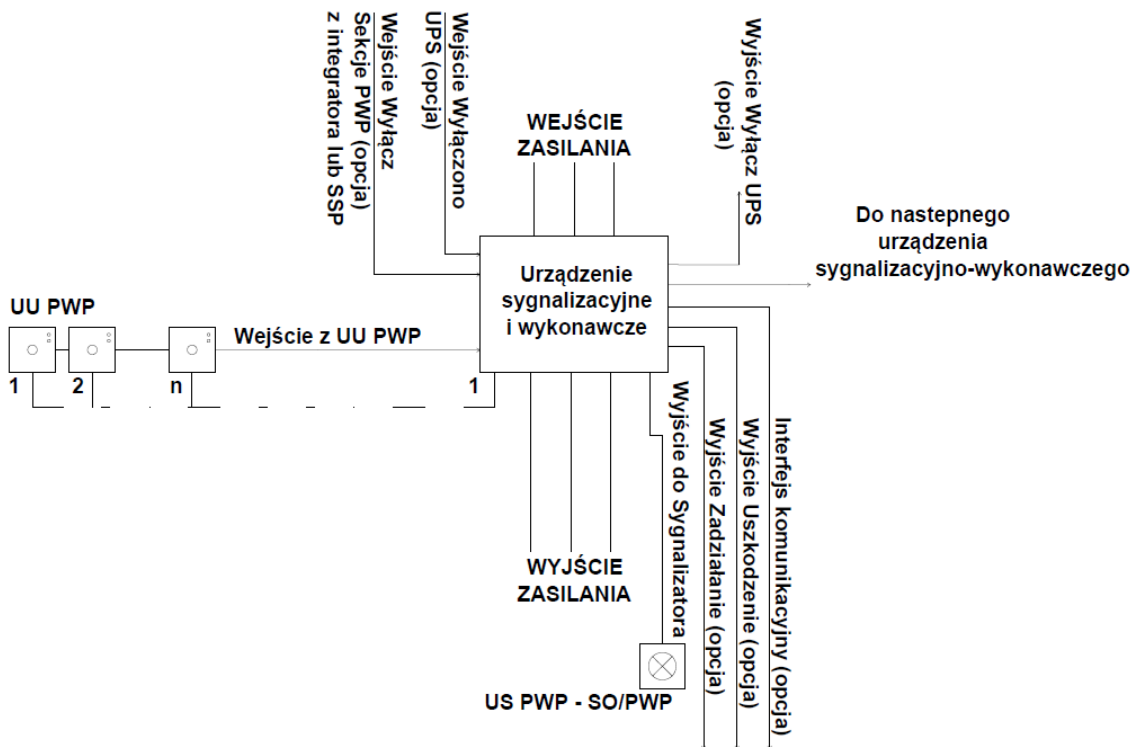 Wejście Wyłącz
Sekcje PWP (opcja)
z integratora lub SSP
Wejście Wyłączono
UPS (opcja)
WEJŚCIE
ZASILANIA
Wyjście Wyłącz UPS
(opcja)
Do nastepnego
urządzenia
sygnalizacyjno-wykonawczego
Urządzenie
sygnalizacyjne
i wykonawcze
UU PWP
Wejście z UU PWP
1
2
n
1
WYJŚCIE
ZASILANIA
Wyjście do Sygnalizatora
Wyjście Zadziałanie (opcja)
Wyjście Uszkodzenie (opcja)
Interfejs komunikacyjny (opcja)
US PWP - SO/PWP